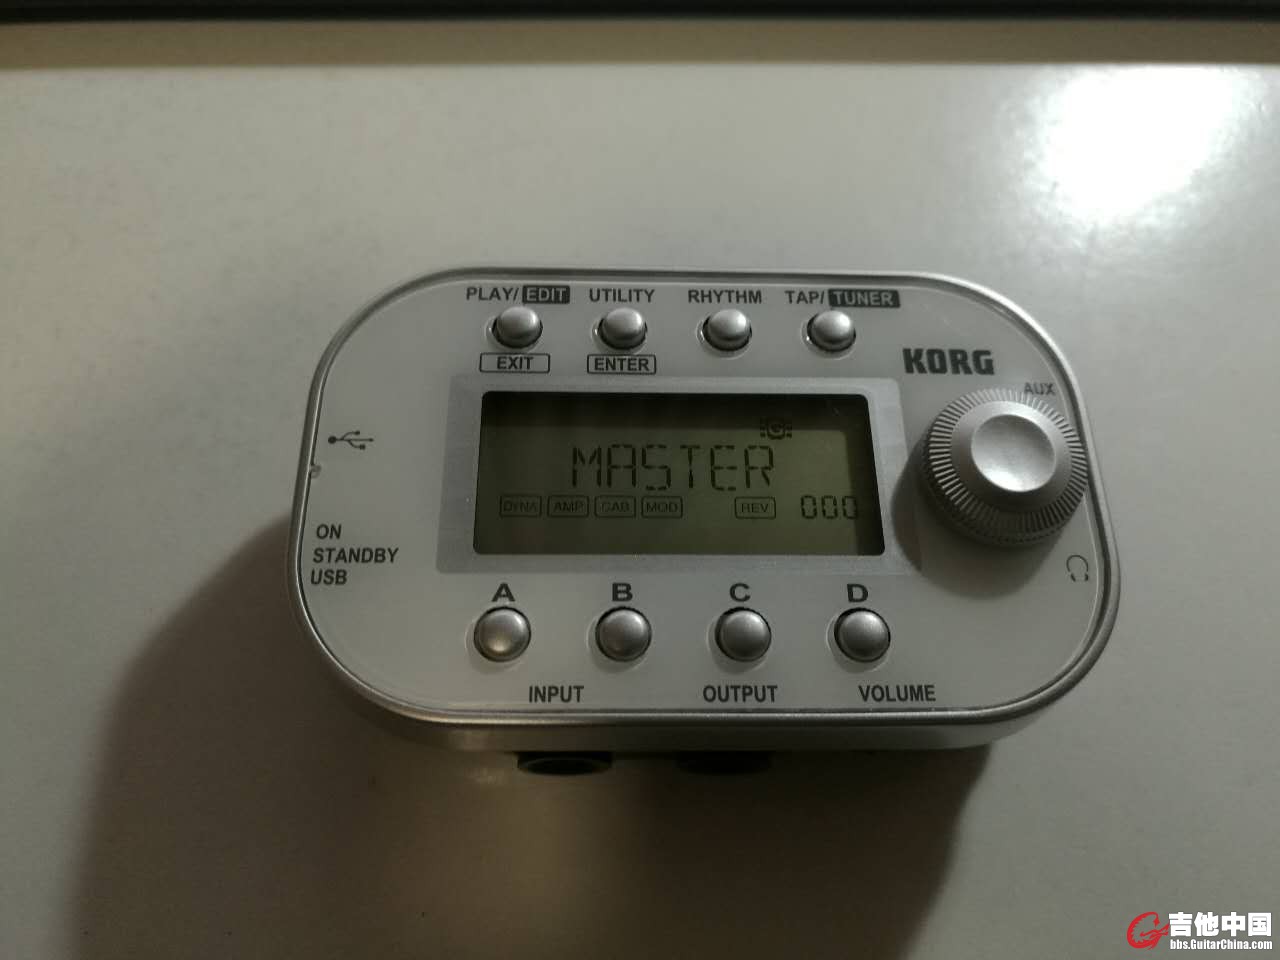 PLAY/EDIT UTILITY RHYTHM TAP/TUNER
EXIT ENTER
KORG
AUX
MASTER
DYNA AMP CAB MOD REV 000
ON
STANDBY
USB
A B C D
INPUT OUTPUT VOLUME
吉他中国
bbs.GuitarChina.com